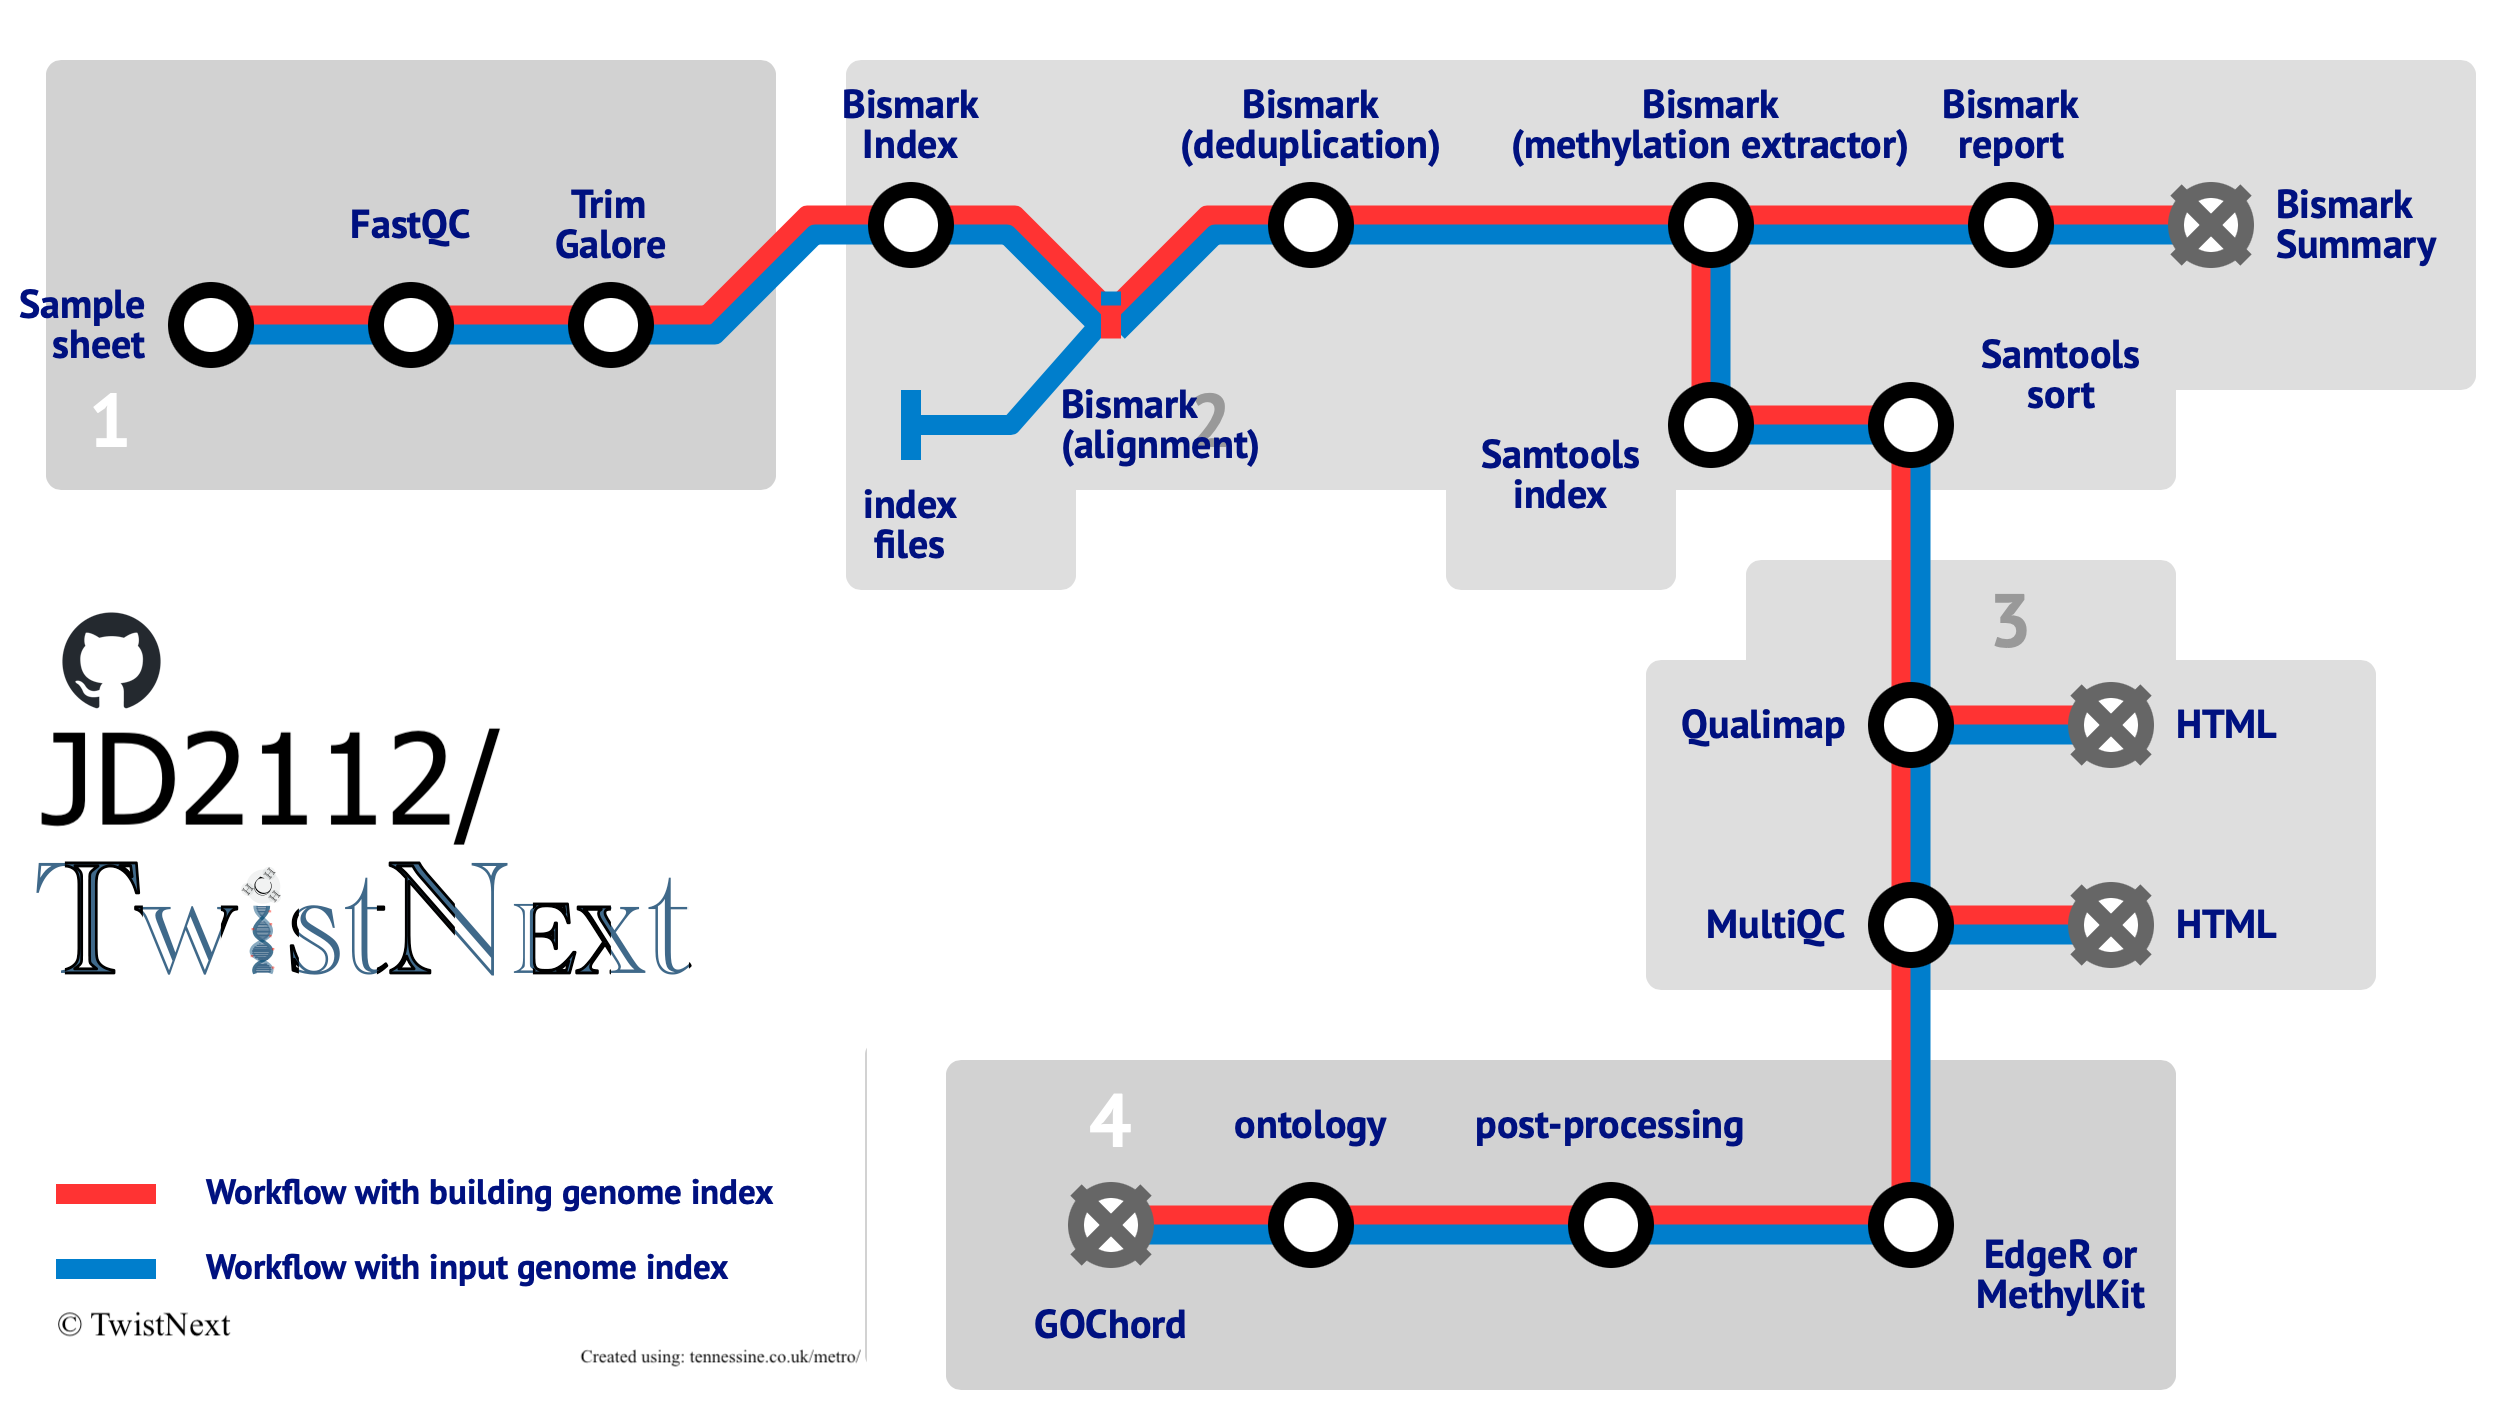 Sample
sheet
FastQC
Trim
Galore
1
Bismark
Index
Bismark
(deduplication)
Bismark
(methylation extractor)
Bismark
report
Bismark
Summary
index
files
Bismark
(alignment)
2
Samtools
index
Samtools
sort
3
Qualimap
HTML
MultiQC
HTML
JD2112/
TwistNext
4
ontology
post-processing
EdgeR or
MethylKit
GOChord
Workflow with building genome index
Workflow with input genome index
© TwistNext
Created using: tennessine.co.uk/metro/